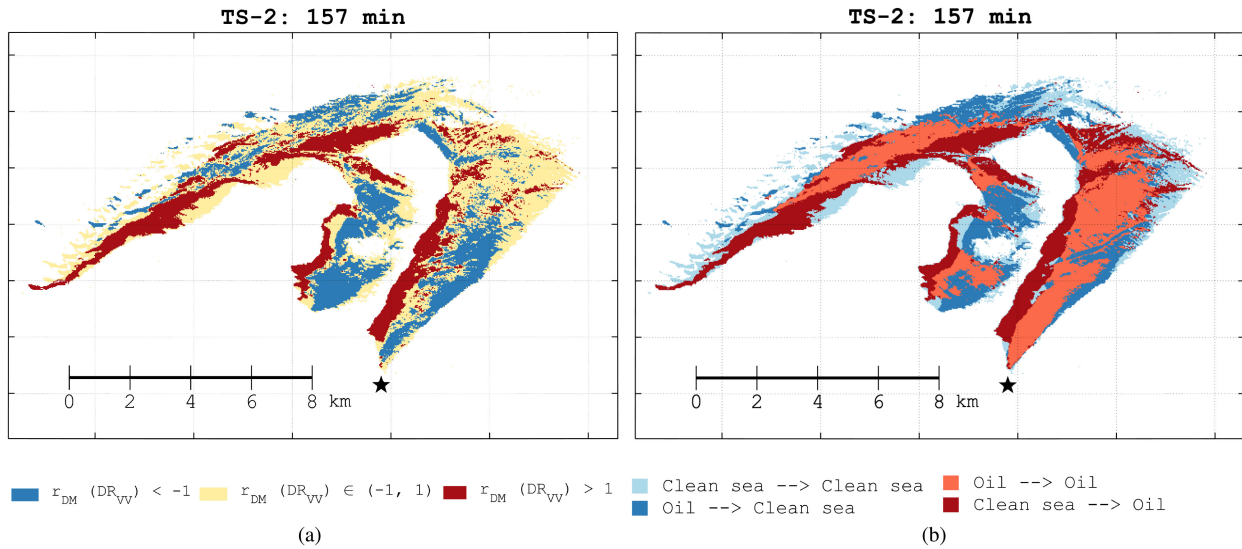 TS-2: 157 min
TS-2: 157 min
0 2 4 6 8 km
0 2 4 6 8 km
r_DM (DR_VV) < -1 r_DM (DR_VV) ∈ (-1, 1) r_DM (DR_VV) > 1
Clean sea --> Clean sea Oil --> Oil
Oil --> Clean sea Clean sea --> Oil
(a)
(b)